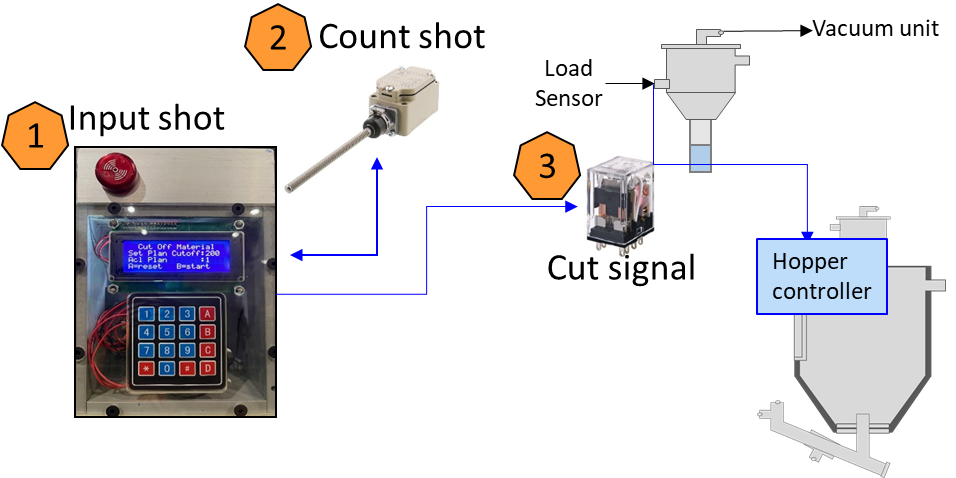 1
Input shot
2
Count shot
3
Cut signal
Load
Sensor
Vacuum unit
Hopper
controller
Cut Off Material
Set Plan Cutoff:200
Acl Plan :1
A=reset B=start
1 2 3 A
4 5 6 B
7 8 9 C
* 0 # D